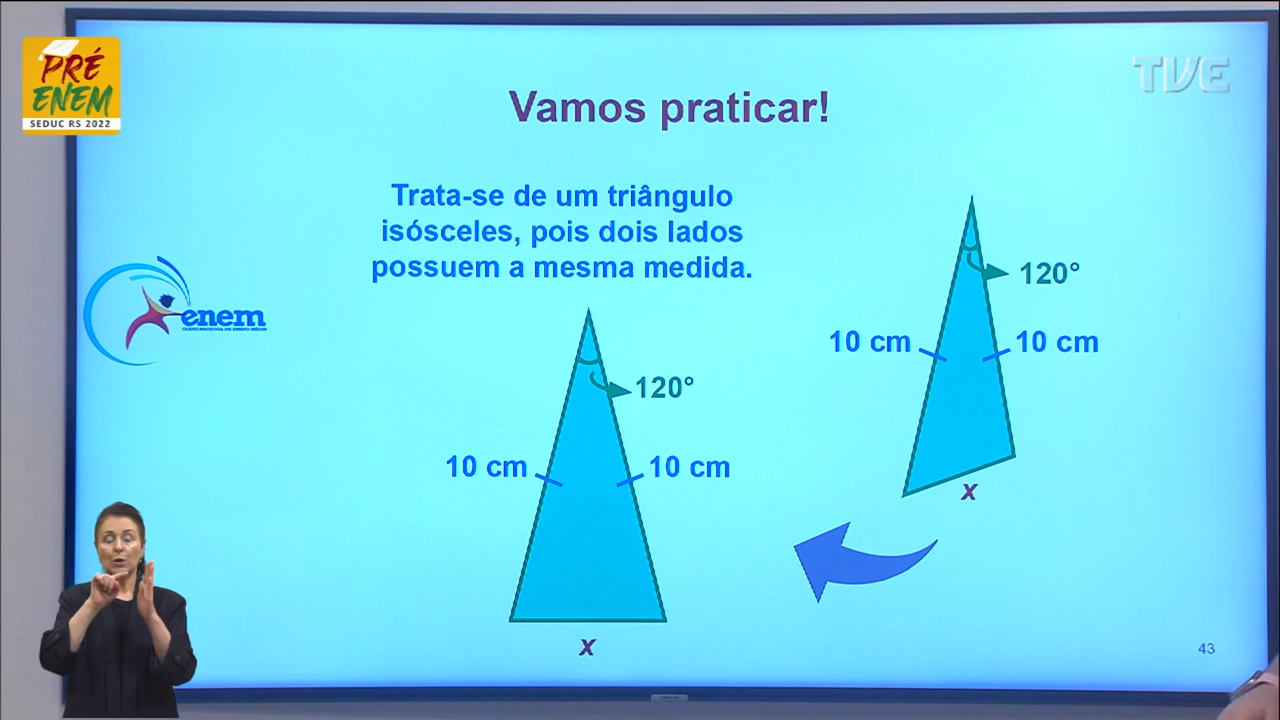 PRÉ
ENEM
SEDUC RS 2022
TVE
Vamos praticar!
Trata-se de um triângulo
isósceles, pois dois lados
possuem a mesma medida.
enem
120°
10 cm
10 cm
x
120°
10 cm
10 cm
x
43